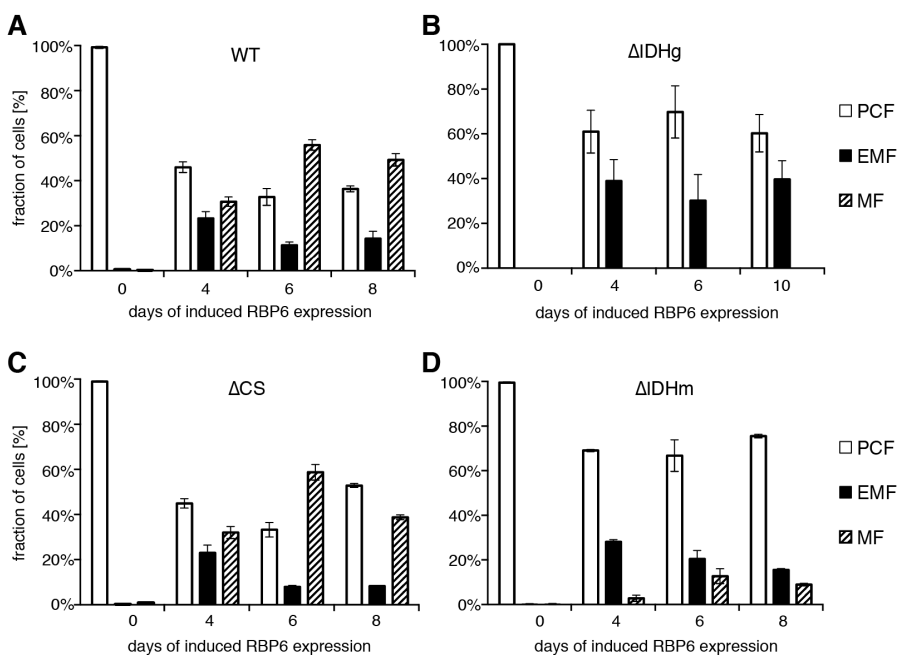 A
WT
fraction of cells [%]
100%
80%
60%
40%
20%
0%
0 4 6 8
days of induced RBP6 expression
B
ΔIDHg
100%
80%
60%
40%
20%
0%
0 4 6 10
days of induced RBP6 expression
PCF
EMF
MF
C
ΔCS
fraction of cells [%]
100%
80%
60%
40%
20%
0%
0 4 6 8
days of induced RBP6 expression
D
ΔIDHm
100%
80%
60%
40%
20%
0%
0 4 6 8
days of induced RBP6 expression
PCF
EMF
MF